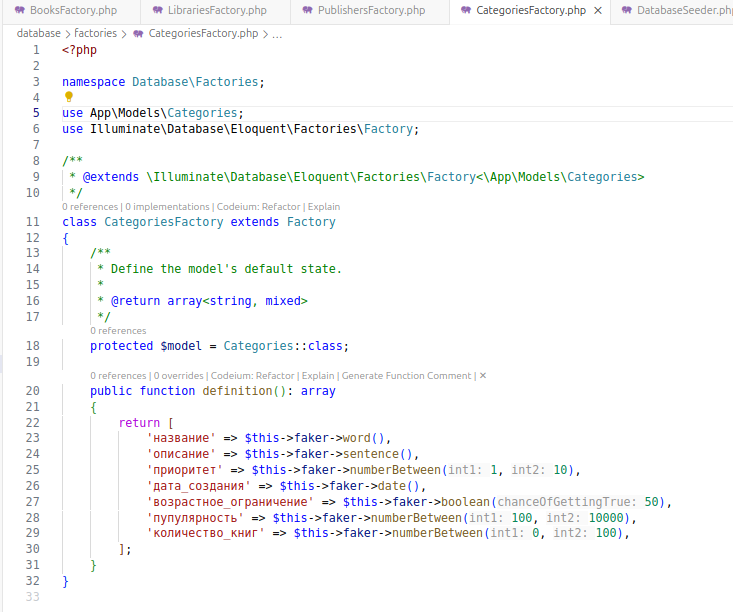 BooksFactory.php LibrariesFactory.php PublishersFactory.php CategoriesFactory.php × DatabaseSeeder.php
database > factories > CategoriesFactory.php > ...
1 <?php
2
3 namespace Database\Factories;
4
5 use App\Models\Categories;
6 use Illuminate\Database\Eloquent\Factories\Factory;
7
8 /**
9 * @extends \Illuminate\Database\Eloquent\Factories\Factory<\App\Models\Categories>
10 */
0 references | 0 implementations | Codeium: Refactor | Explain
11 class CategoriesFactory extends Factory
12 {
13 /**
14 * Define the model's default state.
15 *
16 * @return array<string, mixed>
17 */
0 references
18 protected $model = Categories::class;
19
0 references | 0 overrides | Codeium: Refactor | Explain | Generate Function Comment | ×
20 public function definition(): array
21 {
22 return [
23 'название' => $this->faker->word(),
24 'описание' => $this->faker->sentence(),
25 'приоритет' => $this->faker->numberBetween(int1: 1, int2: 10),
26 'дата_создания' => $this->faker->date(),
27 'возрастное_ограничение' => $this->faker->boolean(chanceOfGettingTrue: 50),
28 'пупулярность' => $this->faker->numberBetween(int1: 100, int2: 10000),
29 'количество_книг' => $this->faker->numberBetween(int1: 0, int2: 100),
30 ];
31 }
32 }
33